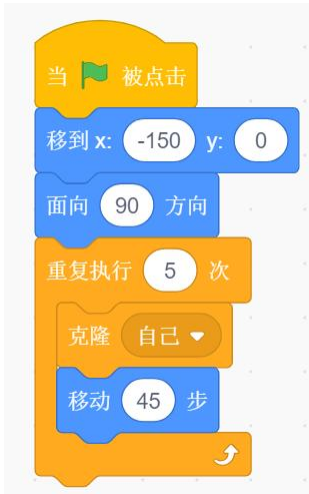 当 被点击
移到 x: -150 y: 0
面向 90 方向
重复执行 5 次
克隆 自己
移动 45 步